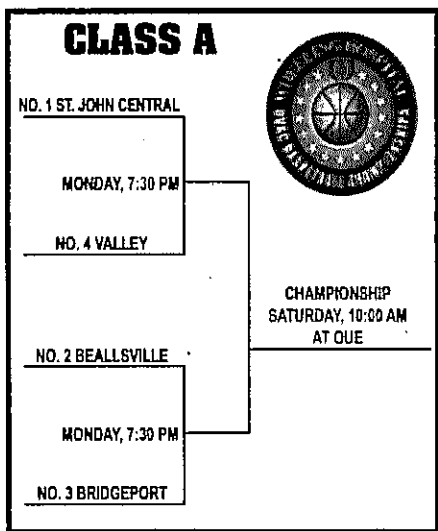 CLASS A
NO. 1 ST. JOHN CENTRAL
MONDAY, 7:30 PM
NO. 4 VALLEY
CHAMPIONSHIP
SATURDAY, 10:00 AM
AT OUE
NO. 2 BEALLSVILLE
MONDAY, 7:30 PM
NO. 3 BRIDGEPORT